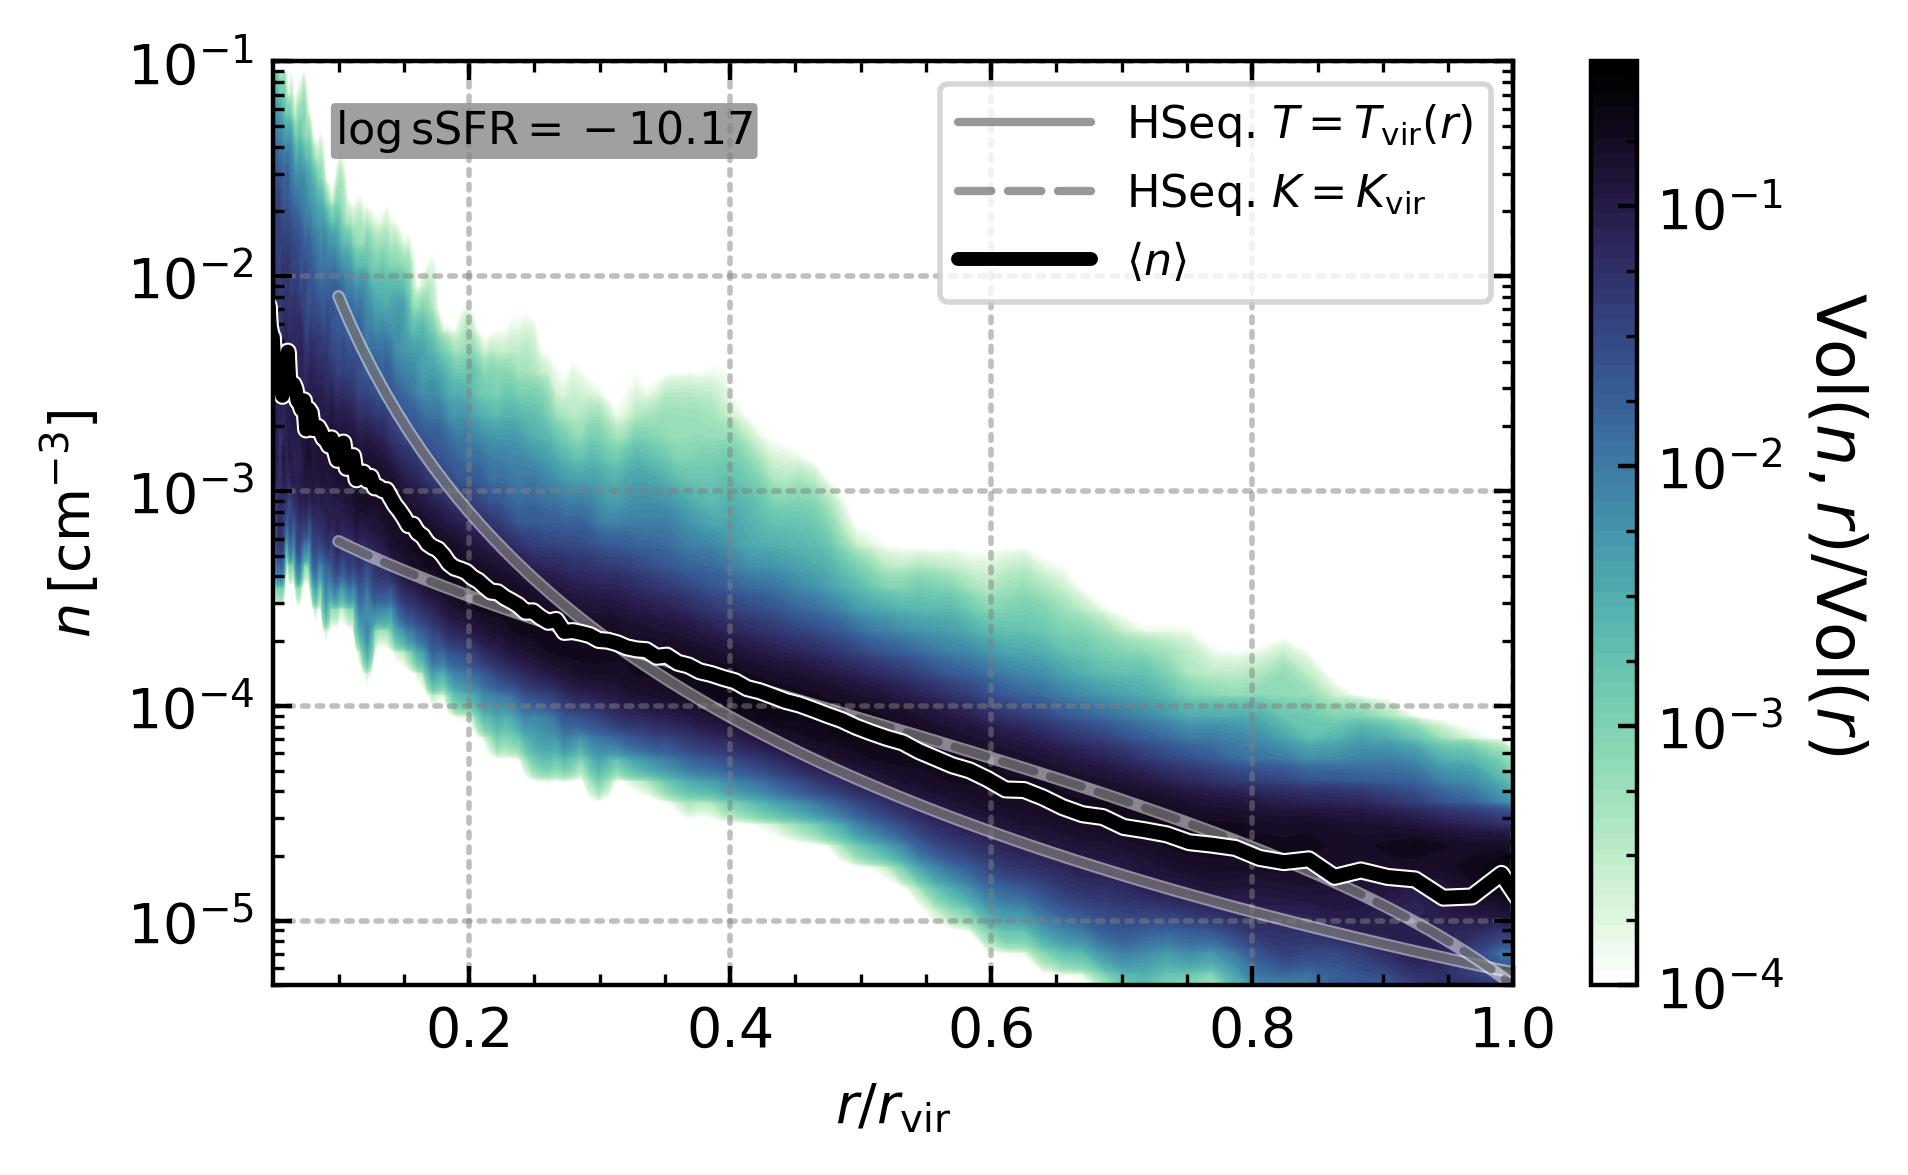 10⁻¹
10⁻²
10⁻³
10⁻⁴
10⁻⁵
n [cm⁻³]
log sSFR = −10.17
HSeq. T = T_vir(r)
HSeq. K = K_vir
⟨n⟩
0.2 0.4 0.6 0.8 1.0
r/r_vir
10⁻¹
10⁻²
10⁻³
10⁻⁴
Vol(n, r)/Vol(r)